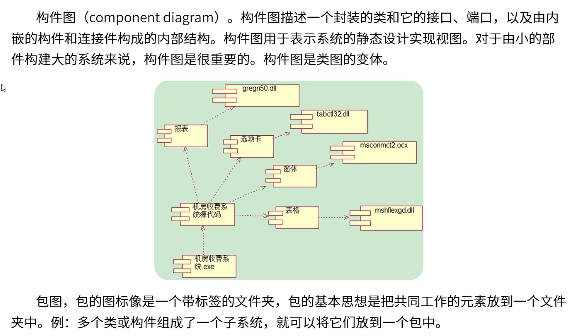 构件图（component diagram）。构件图描述一个封装的类和它的接口、端口，以及由内
嵌的构件和连接件构成的内部结构。构件图用于表示系统的静态设计实现视图。对于由小的部
件构建大的系统来说，构件图是很重要的。构件图是类图的变体。
gregn50.dll
tabctl32.dll
报表
选项卡
msconmct2.ocx
窗体
机房收费系
统源代码
表格
mshflexgd.dll
机房收费系
统.exe
包图，包的图标像是一个带标签的文件夹，包的基本思想是把共同工作的元素放到一个文件
夹中。例：多个类或构件组成了一个子系统，就可以将它们放到一个包中。